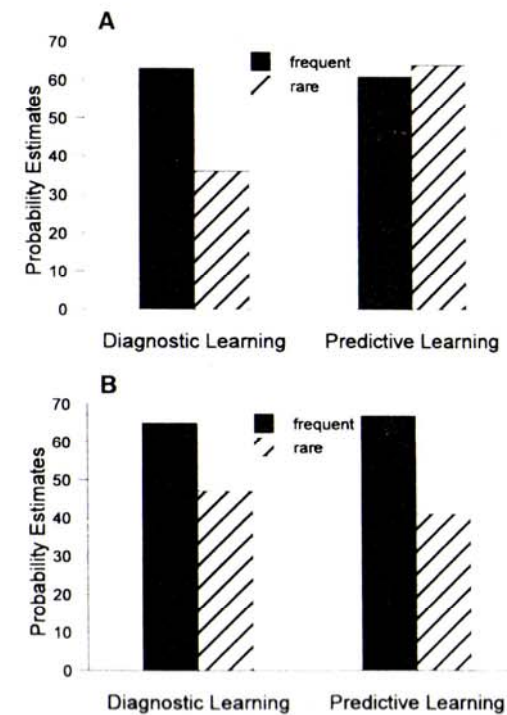 A
70
60
50
40
30
20
10
0
Probability Estimates
frequent
rare
Diagnostic Learning Predictive Learning
B
70
60
50
40
30
20
10
0
Probability Estimates
frequent
rare
Diagnostic Learning Predictive Learning